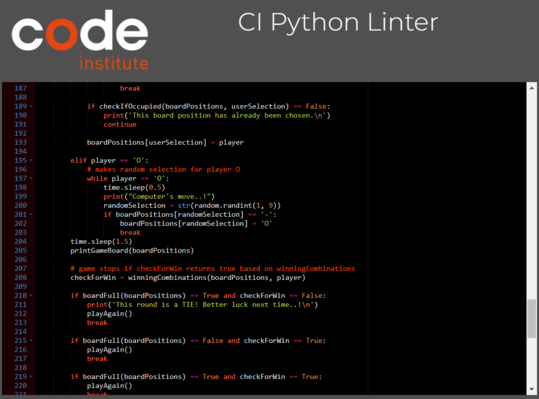 code
institute
CI Python Linter
187 break
188
189 if checkIfOccupied(boardPositions, userSelection) == False:
190 print('This board position has already been chosen.\n')
191 continue
192
193 boardPositions[userSelection] = player
194
195 elif player == 'O':
196 # makes random selection for player O
197 while player == 'O':
198 time.sleep(0.5)
199 print("Computer's move..!")
200 randomSelection = str(random.randint(1, 9))
201 if boardPositions[randomSelection] == '-':
202 boardPositions[randomSelection] = 'O'
203 break
204 time.sleep(1.5)
205 printGameBoard(boardPositions)
206
207 # game stops if checkForWin returns true based on winningCombinations
208 checkForWin = winningCombinations(boardPositions, player)
209
210 if boardFull(boardPositions) == True and checkForWin == False:
211 print('This round is a TIE! Better luck next time..!\n')
212 playAgain()
213 break
214
215 if boardFull(boardPositions) == False and checkForWin == True:
216 playAgain()
217 break
218
219 if boardFull(boardPositions) == True and checkForWin == True:
220 playAgain()
221 break